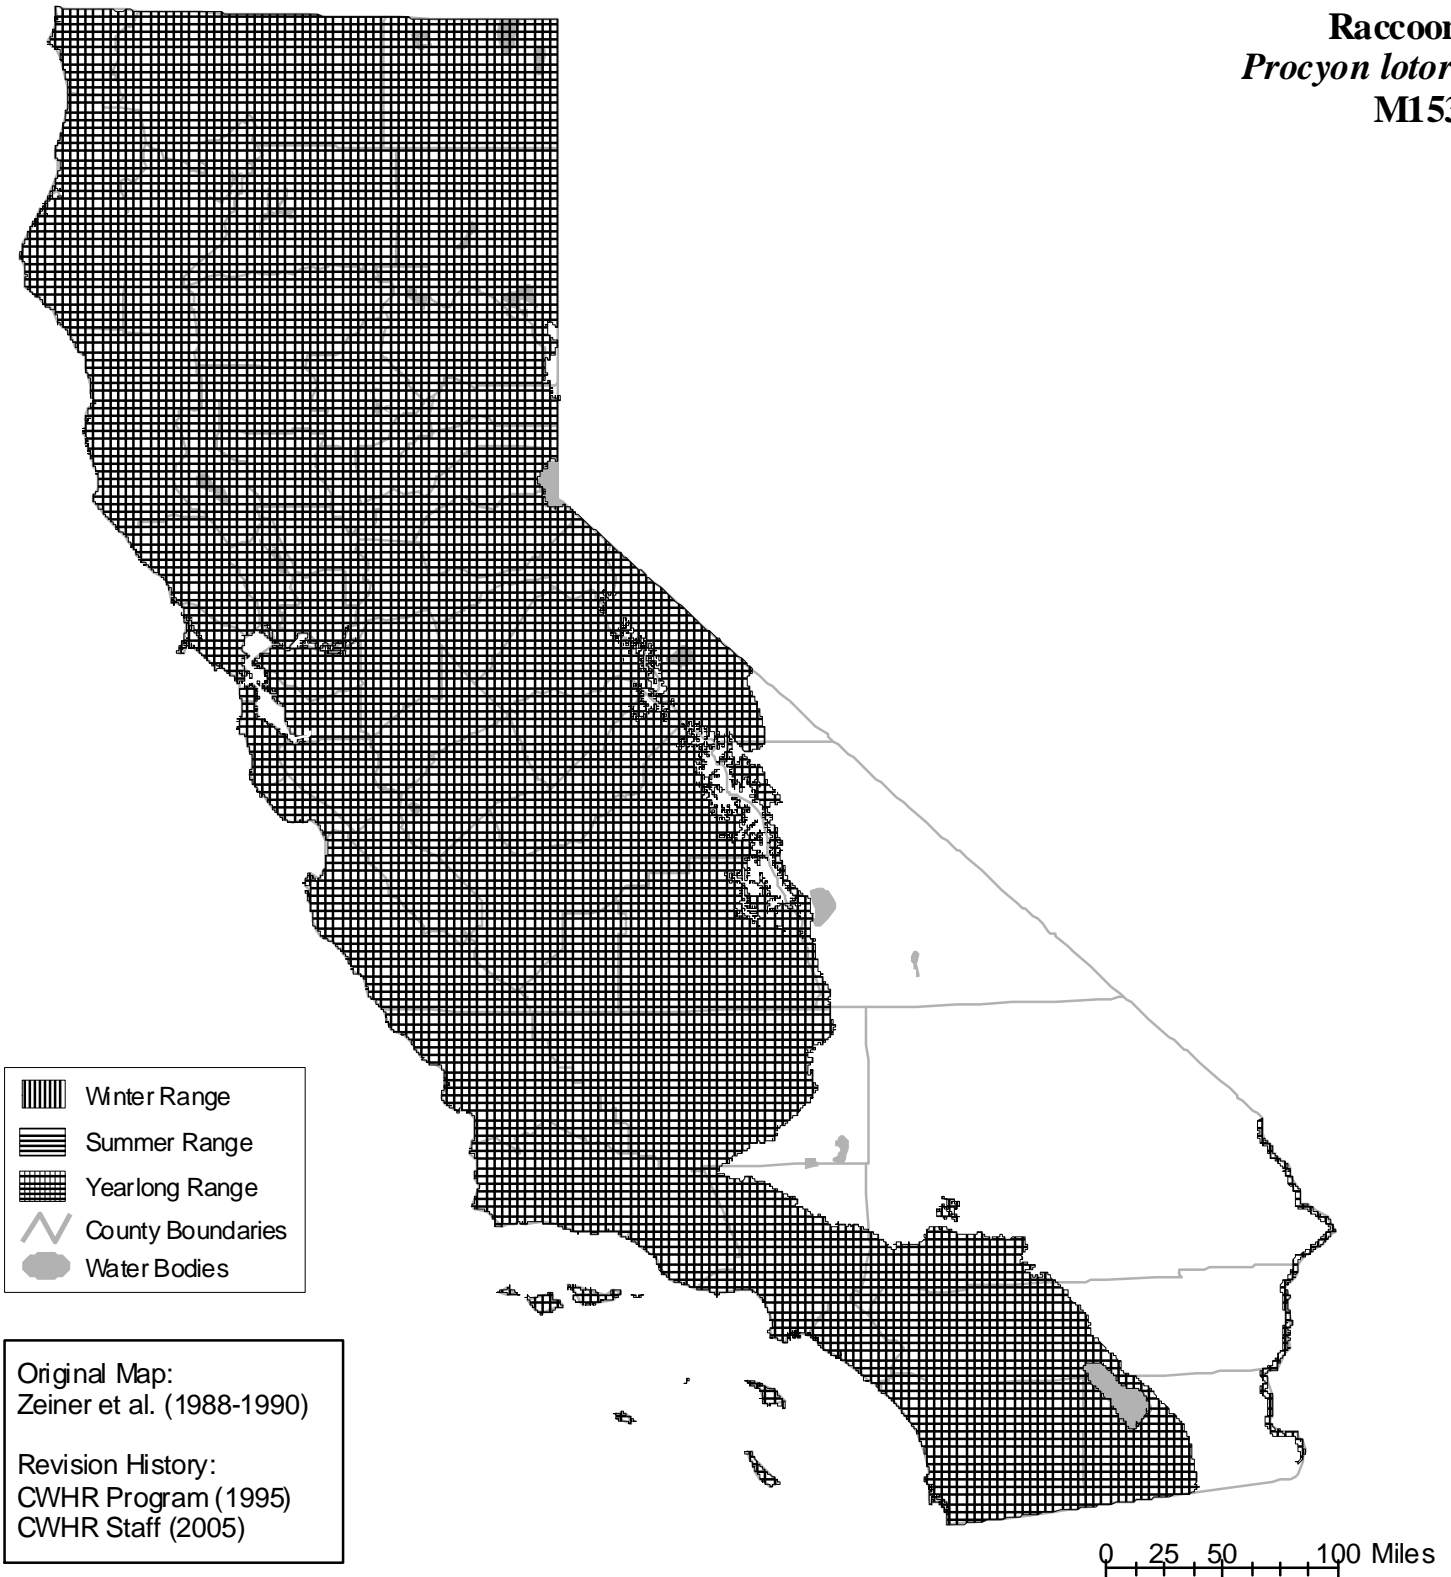 Raccoon
Procyon lotor
M153
Winter Range
Summer Range
Yearlong Range
County Boundaries
Water Bodies
Original Map:
Zeiner et al. (1988-1990)
Revision History:
CWHR Program (1995)
CWHR Staff (2005)
0 25 50 100 Miles